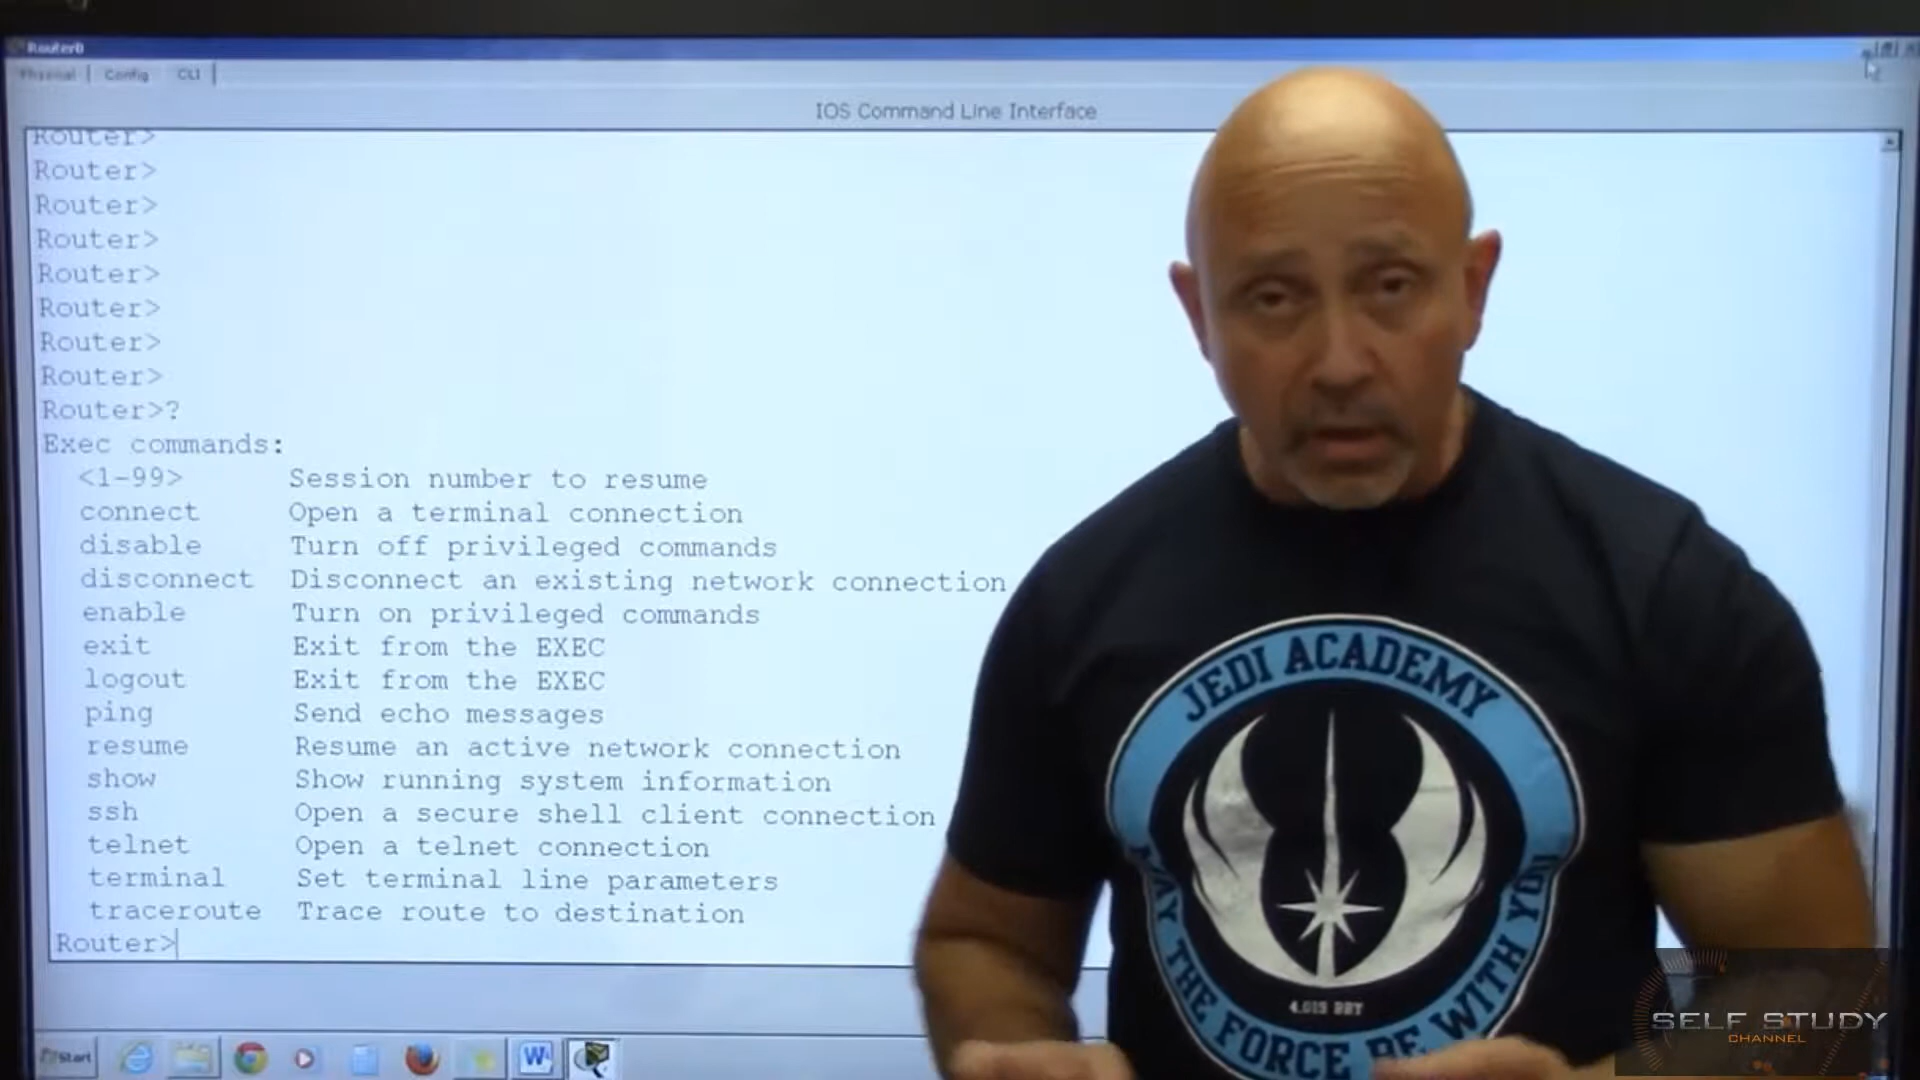 Router0
Physical Config CLI
IOS Command Line Interface
Router>
Router>
Router>
Router>
Router>
Router>
Router>
Router>
Router>?
Exec commands:
<1-99> Session number to resume
connect Open a terminal connection
disable Turn off privileged commands
disconnect Disconnect an existing network connection
enable Turn on privileged commands
exit Exit from the EXEC
logout Exit from the EXEC
ping Send echo messages
resume Resume an active network connection
show Show running system information
ssh Open a secure shell client connection
telnet Open a telnet connection
terminal Set terminal line parameters
traceroute Trace route to destination
Router>
Start
W
JEDI ACADEMY
MAY THE FORCE BE WITH YOU
SELF STUDY
CHANNEL